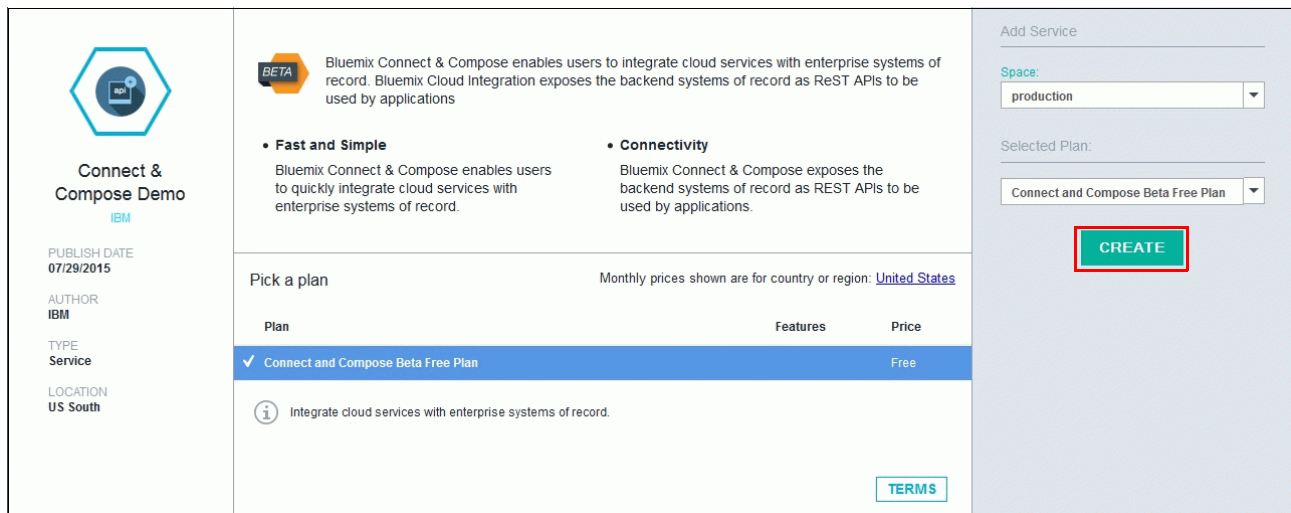 api
Connect &
Compose Demo
IBM
PUBLISH DATE
07/29/2015
AUTHOR
IBM
TYPE
Service
LOCATION
US South
BETA
Bluemix Connect & Compose enables users to integrate cloud services with enterprise systems of
record. Bluemix Cloud Integration exposes the backend systems of record as ReST APIs to be
used by applications
• Fast and Simple
Bluemix Connect & Compose enables users
to quickly integrate cloud services with
enterprise systems of record.
• Connectivity
Bluemix Connect & Compose exposes the
backend systems of record as REST APIs to be
used by applications.
Pick a plan
Monthly prices shown are for country or region: United States
Plan Features Price
✓ Connect and Compose Beta Free Plan Free
i Integrate cloud services with enterprise systems of record.
TERMS
Add Service
Space:
production
Selected Plan:
Connect and Compose Beta Free Plan
CREATE